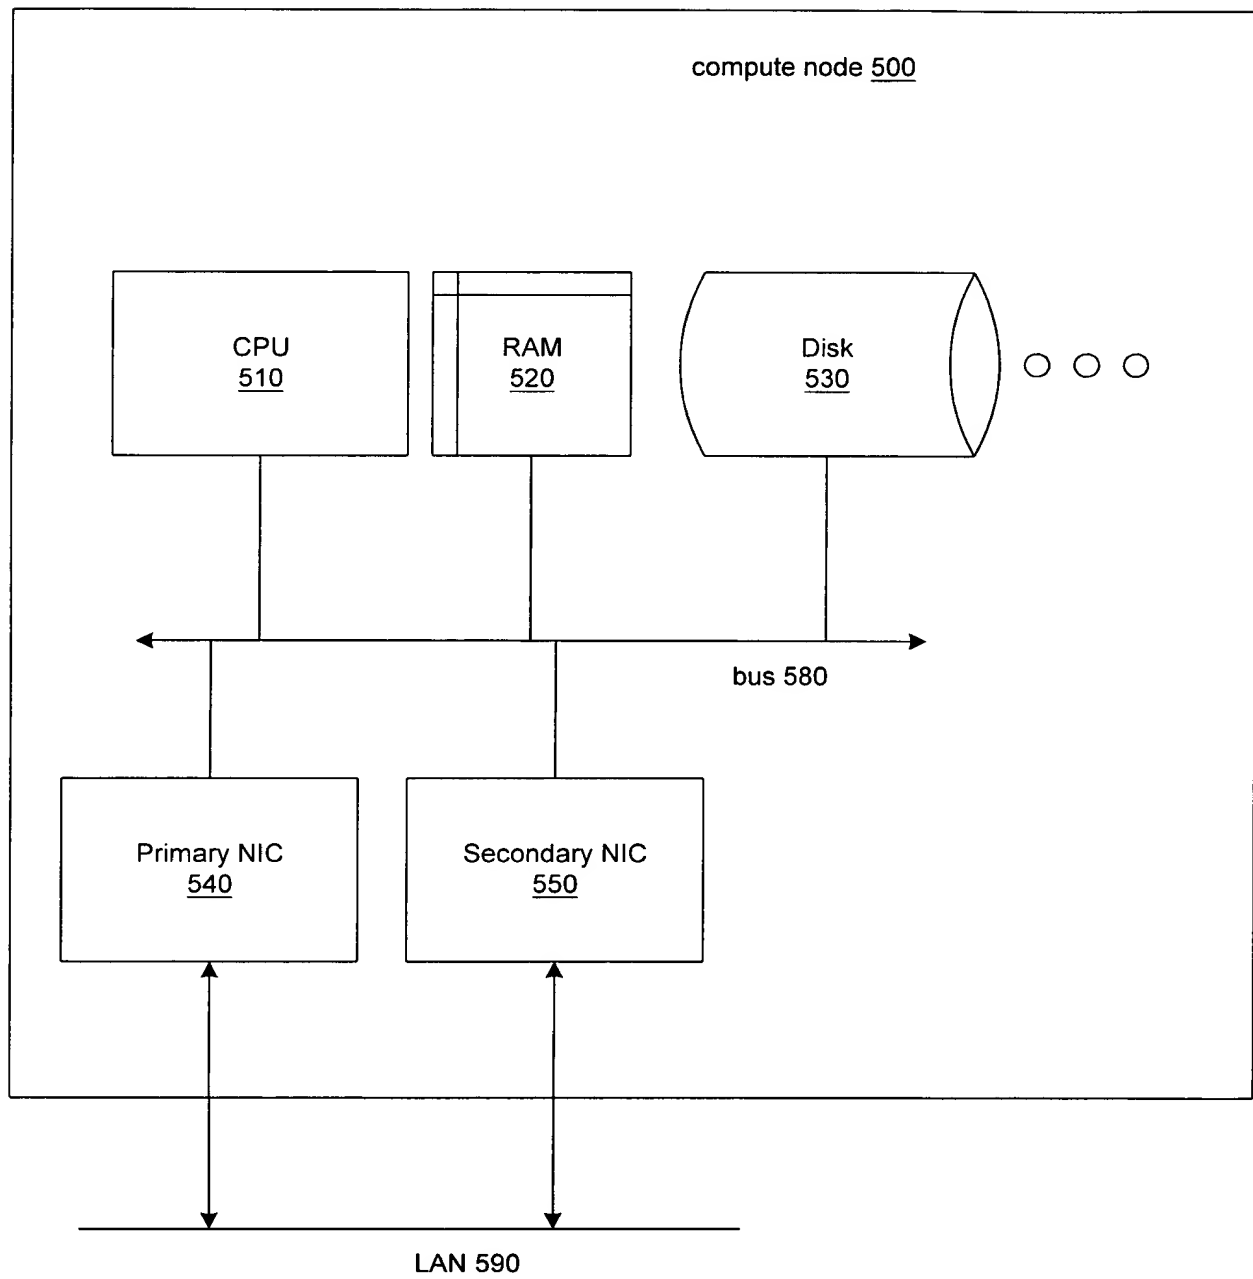 compute node 500
CPU
510
RAM
520
Disk
530
bus 580
Primary NIC
540
Secondary NIC
550
LAN 590